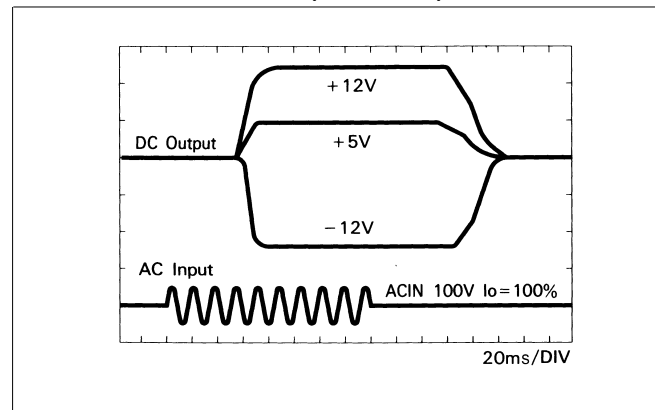 +12V
DC Output
+5V
−12V
AC Input
ACIN 100V Io=100%
20ms/DIV